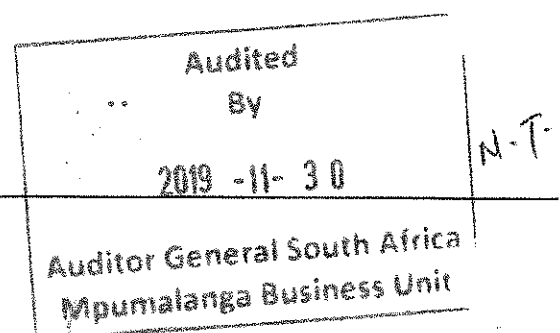 Audited
By
2019 -11- 30
N.T.
Auditor General South Africa
Mpumalanga Business Unit